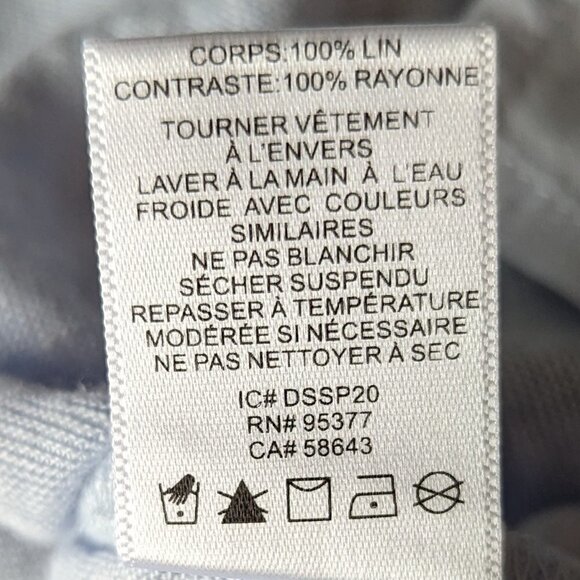 CORPS:100% LIN
CONTRASTE:100% RAYONNE
TOURNER VÊTEMENT
À L'ENVERS
LAVER À LA MAIN À L'EAU
FROIDE AVEC COULEURS
SIMILAIRES
NE PAS BLANCHIR
SÉCHER SUSPENDU
REPASSER À TEMPÉRATURE
MODÉRÉE SI NÉCESSAIRE
NE PAS NETTOYER À SEC
IC# DSSP20
RN# 95377
CA# 58643